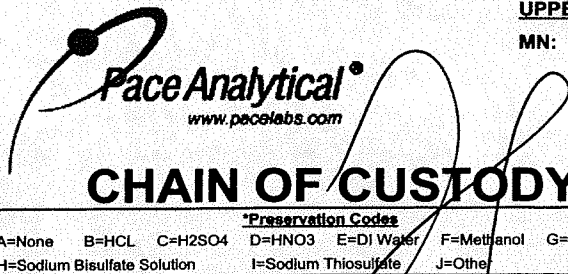 UPPE
MN:
Pace Analytical®
www.pacelabs.com
CHAIN OF CUSTODY
*Preservation Codes
A=None B=HCL C=H2SO4 D=HNO3 E=DI Water F=Methanol G=
H=Sodium Bisulfate Solution I=Sodium Thiosulfate J=Other